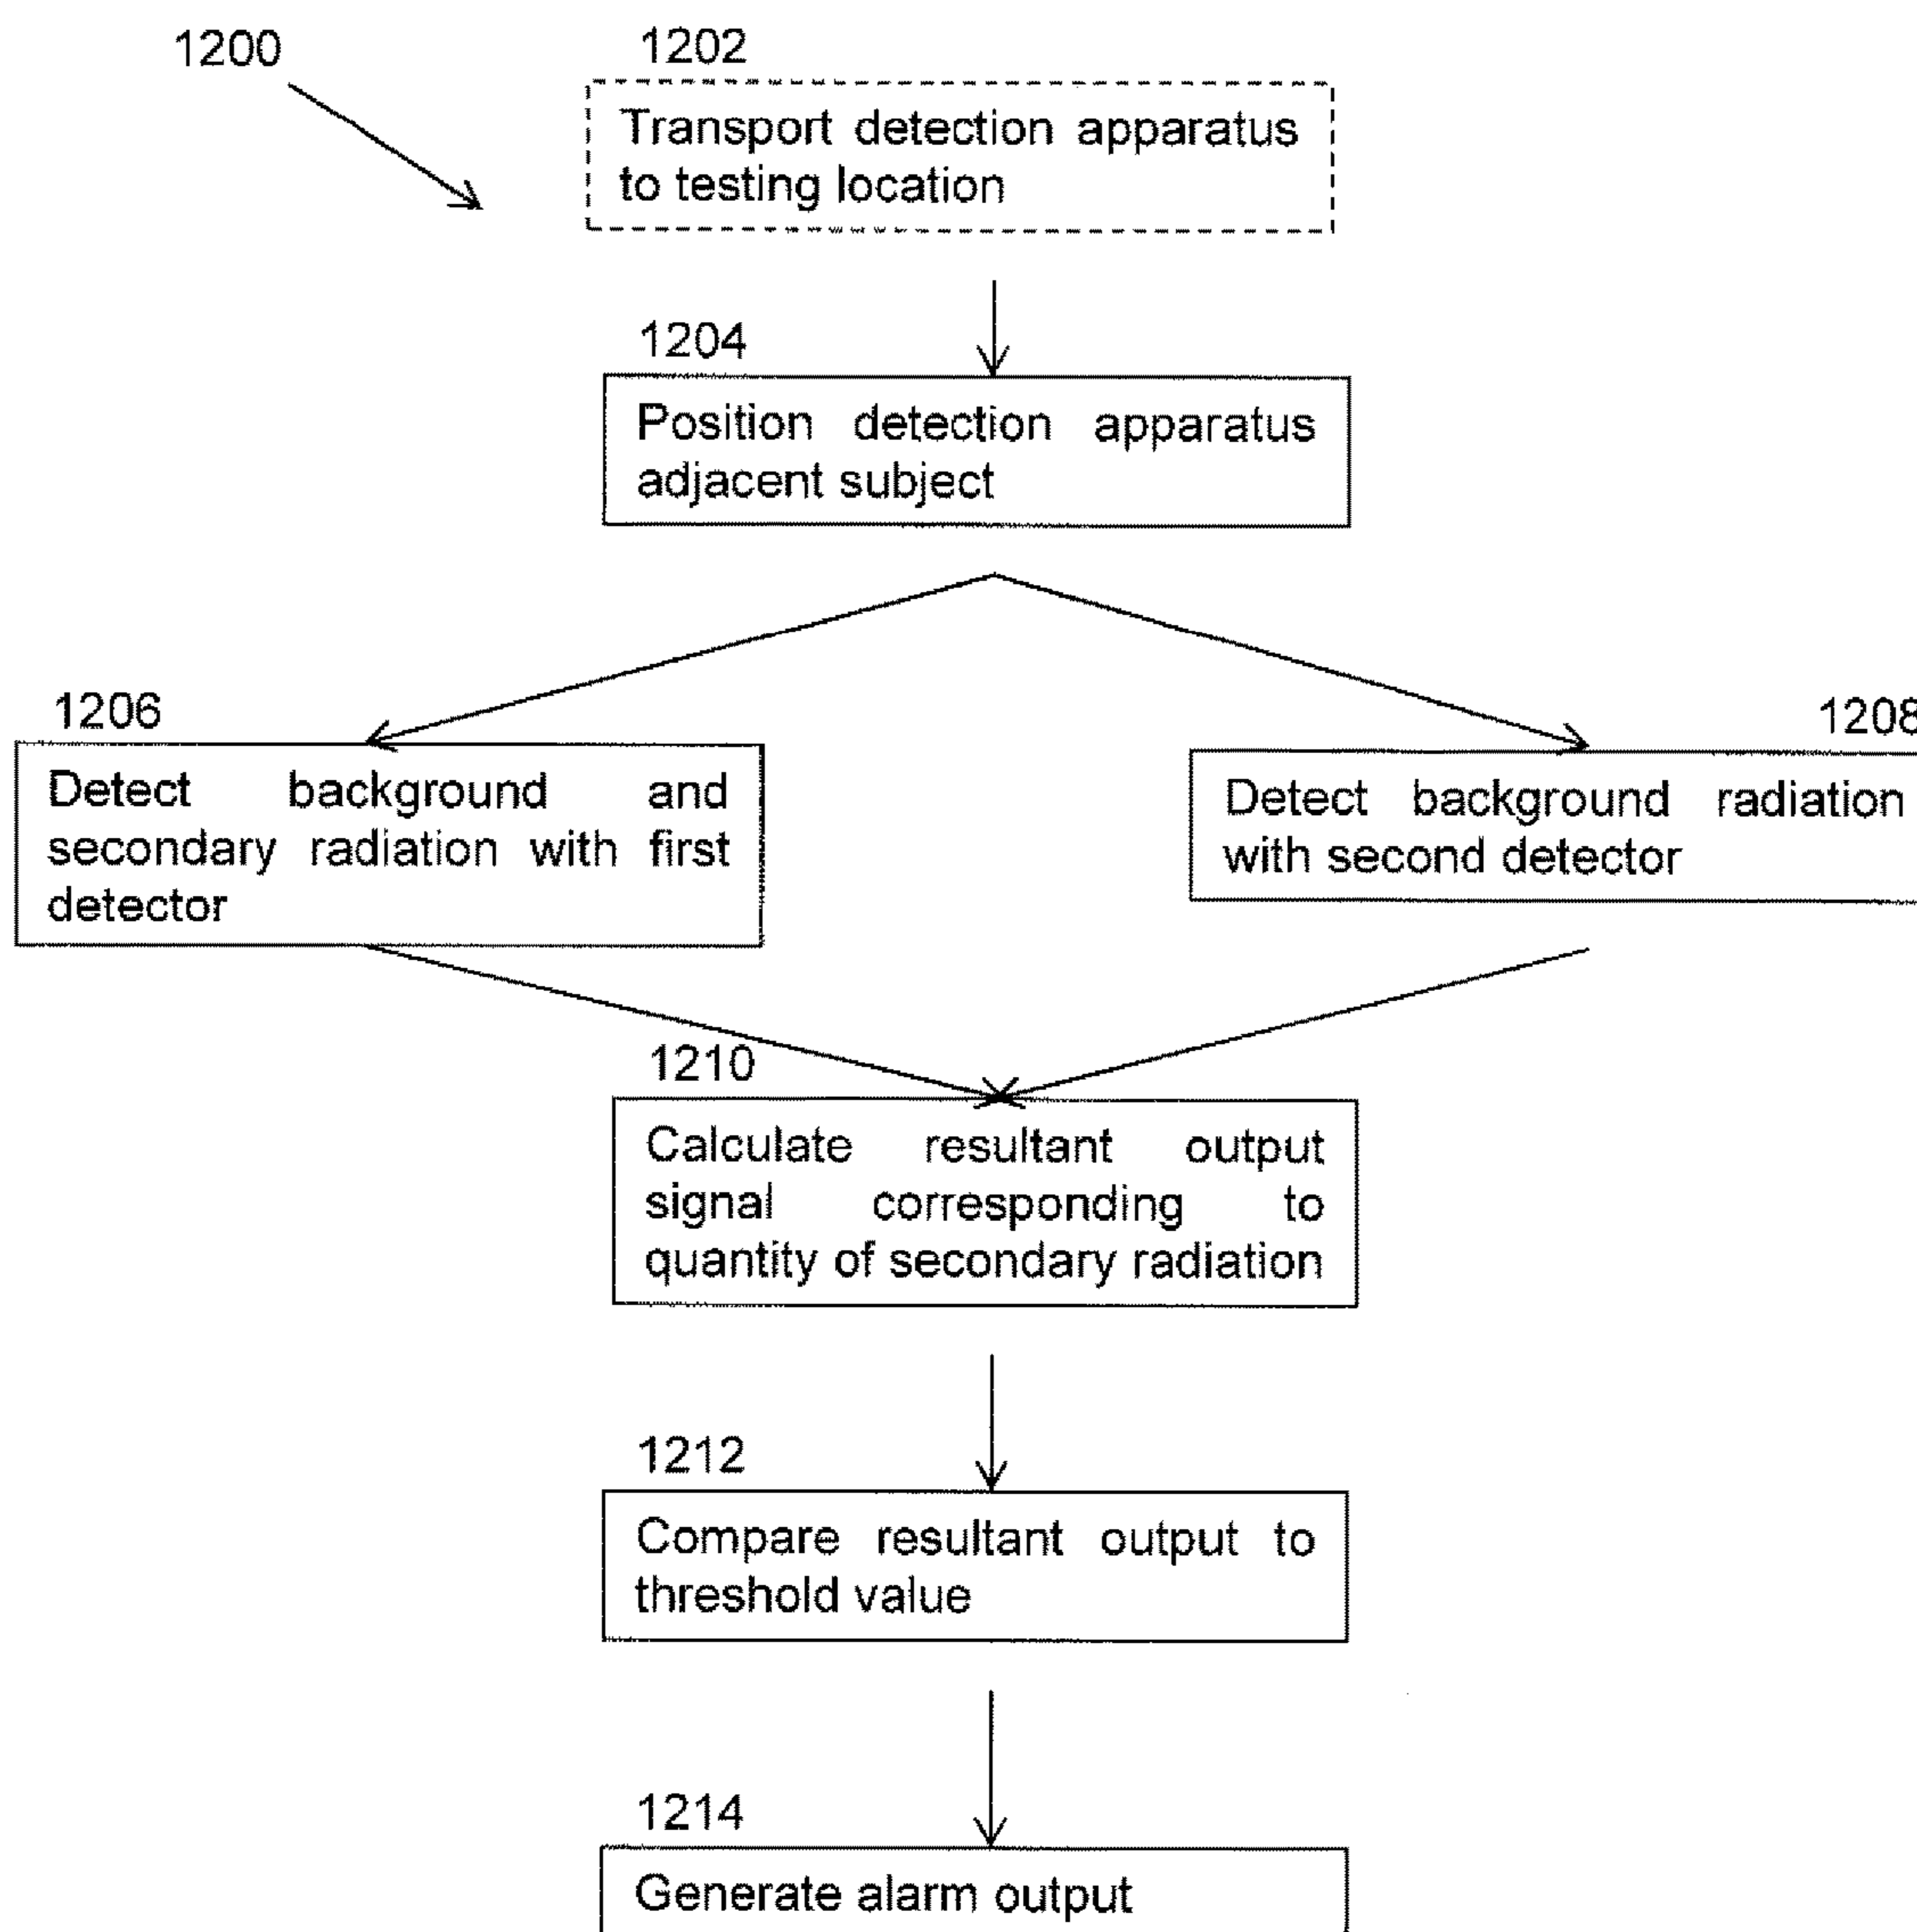 1200
1202
Transport detection apparatus
to testing location
1204
Position detection apparatus
adjacent subject
1206
Detect background and
secondary radiation with first
detector
1208
Detect background radiation
with second detector
1210
Calculate resultant output
signal corresponding to
quantity of secondary radiation
1212
Compare resultant output to
threshold value
1214
Generate alarm output